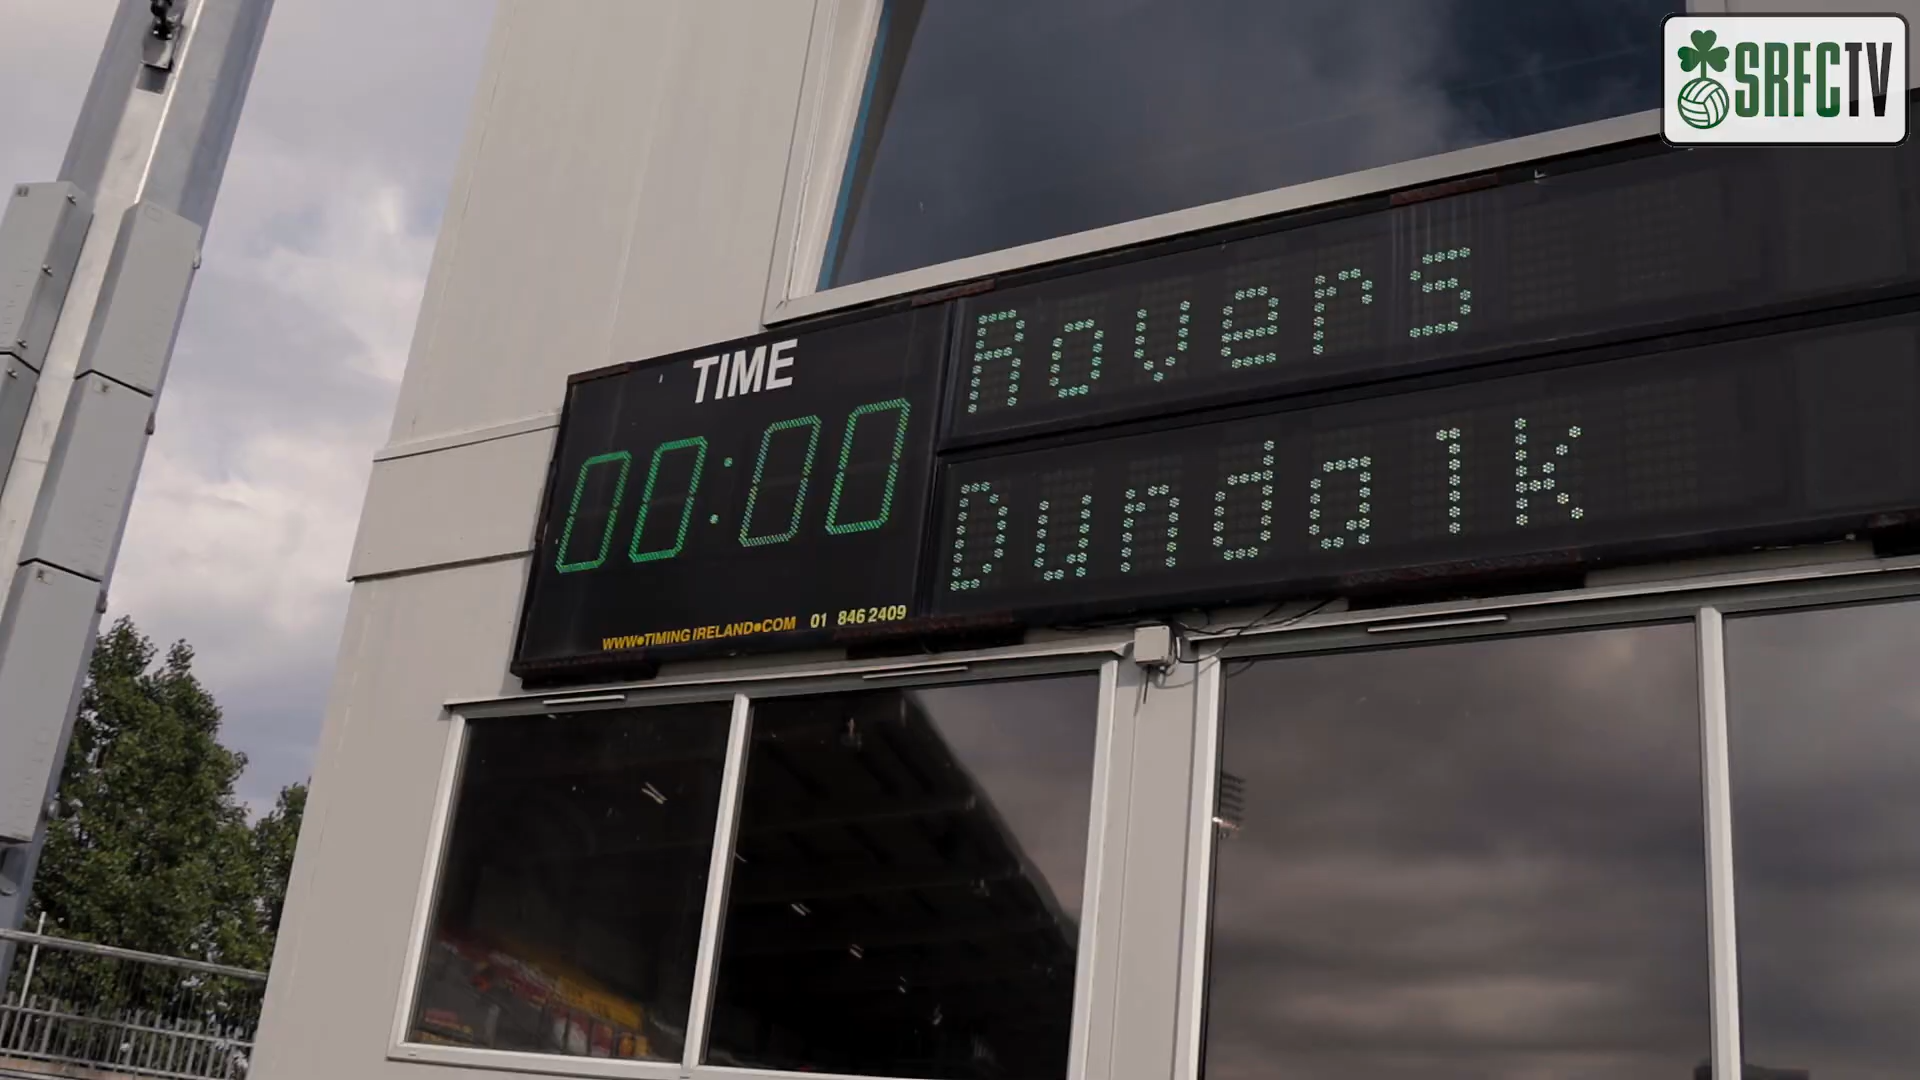 SRFCTV
TIME
00:00
Rovers
Dundalk
WWW•TIMINGIRELAND•COM 01 846 2409